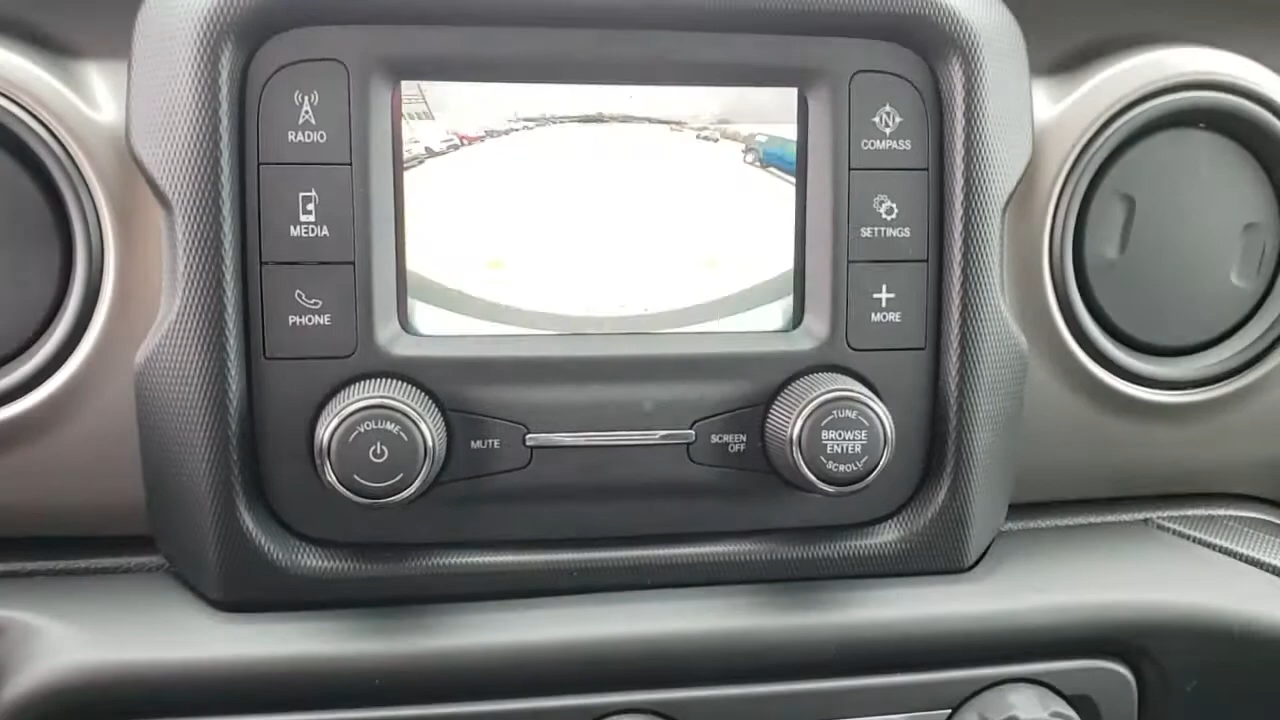 RADIO
MEDIA
PHONE
N
COMPASS
SETTINGS
MORE
VOLUME
MUTE
SCREEN
OFF
TUNE
BROWSE
ENTER
SCROLL